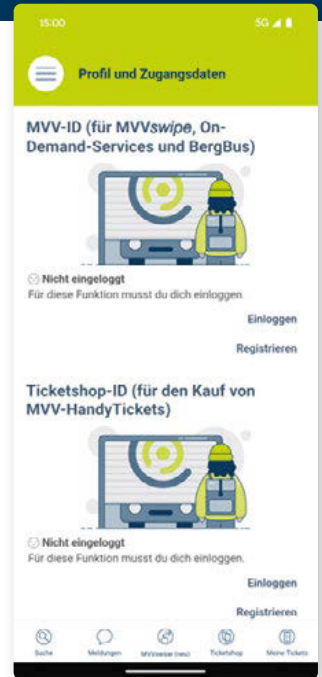 15.00 5G
Profil und Zugangsdaten
MVV-ID (für MVVswipe, On-
Demand-Services und BergBus)
Nicht eingeloggt
Für diese Funktion musst du dich einloggen.
Einloggen
Registrieren
Ticketshop-ID (für den Kauf von
MVV-HandyTickets)
Nicht eingeloggt
Für diese Funktion musst du dich einloggen.
Einloggen
Registrieren
Suche Meldungen MVVswipe (neu) Ticketshop Meine Tickets